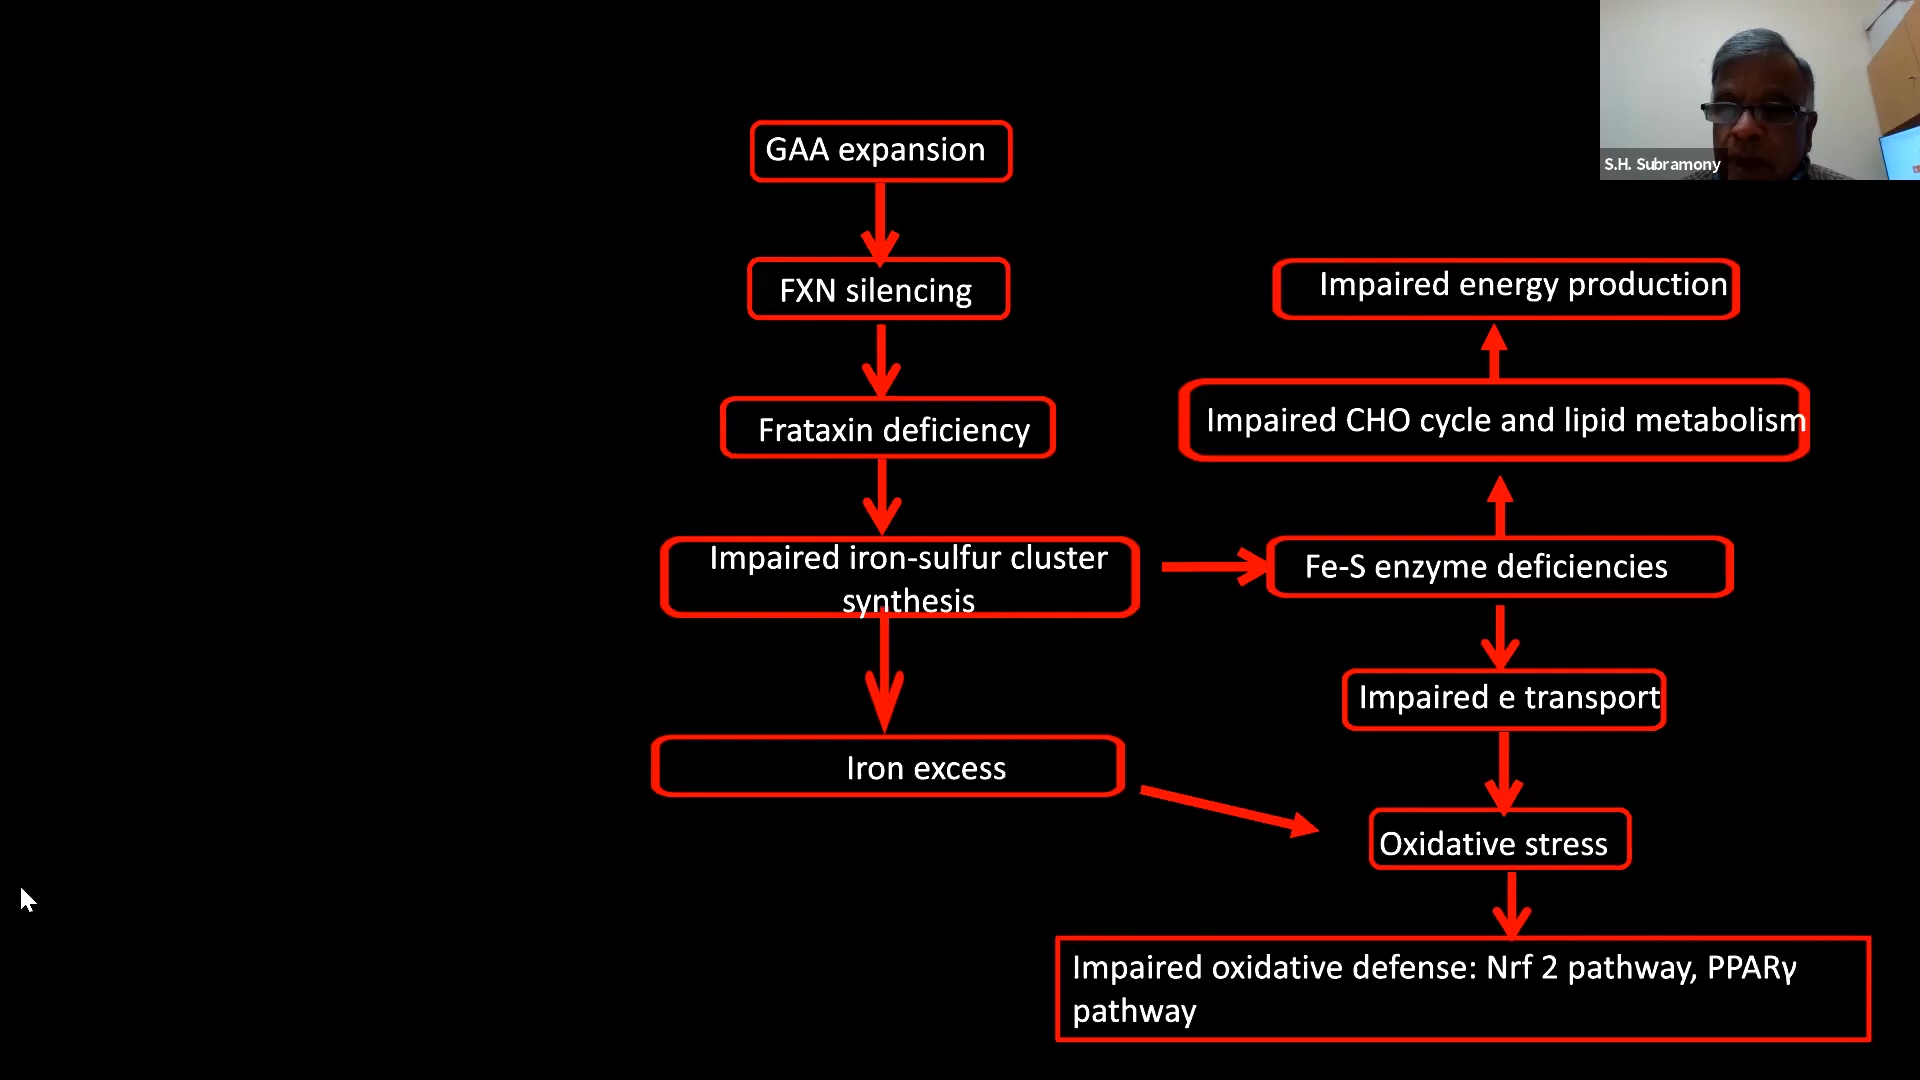 S.H. Subramony
GAA expansion
FXN silencing
Frataxin deficiency
Impaired iron-sulfur cluster
synthesis
Iron excess
Impaired energy production
Impaired CHO cycle and lipid metabolism
Fe-S enzyme deficiencies
Impaired e transport
Oxidative stress
Impaired oxidative defense: Nrf 2 pathway, PPARγ
pathway